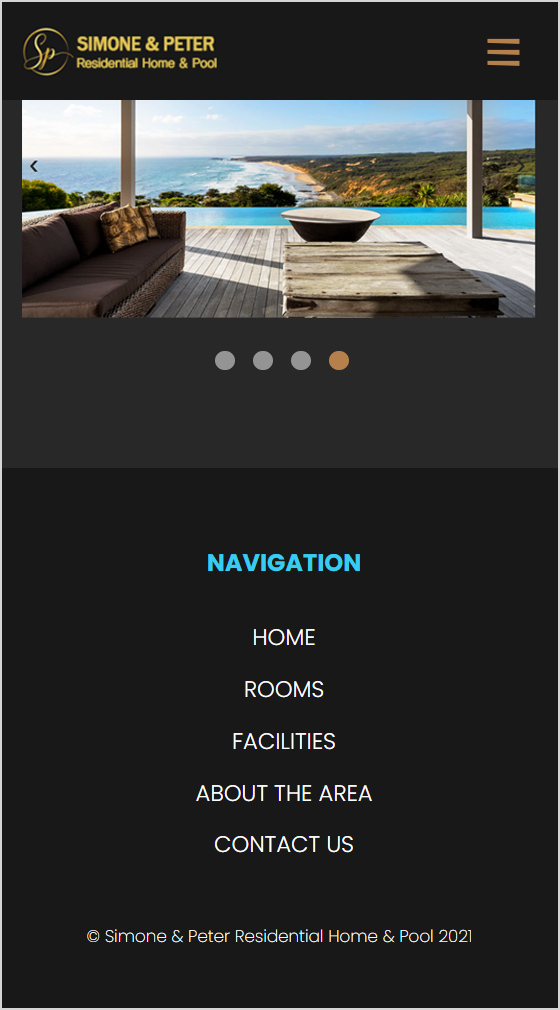 Sp SIMONE & PETER
Residential Home & Pool
NAVIGATION
HOME
ROOMS
FACILITIES
ABOUT THE AREA
CONTACT US
© Simone & Peter Residential Home & Pool 2021